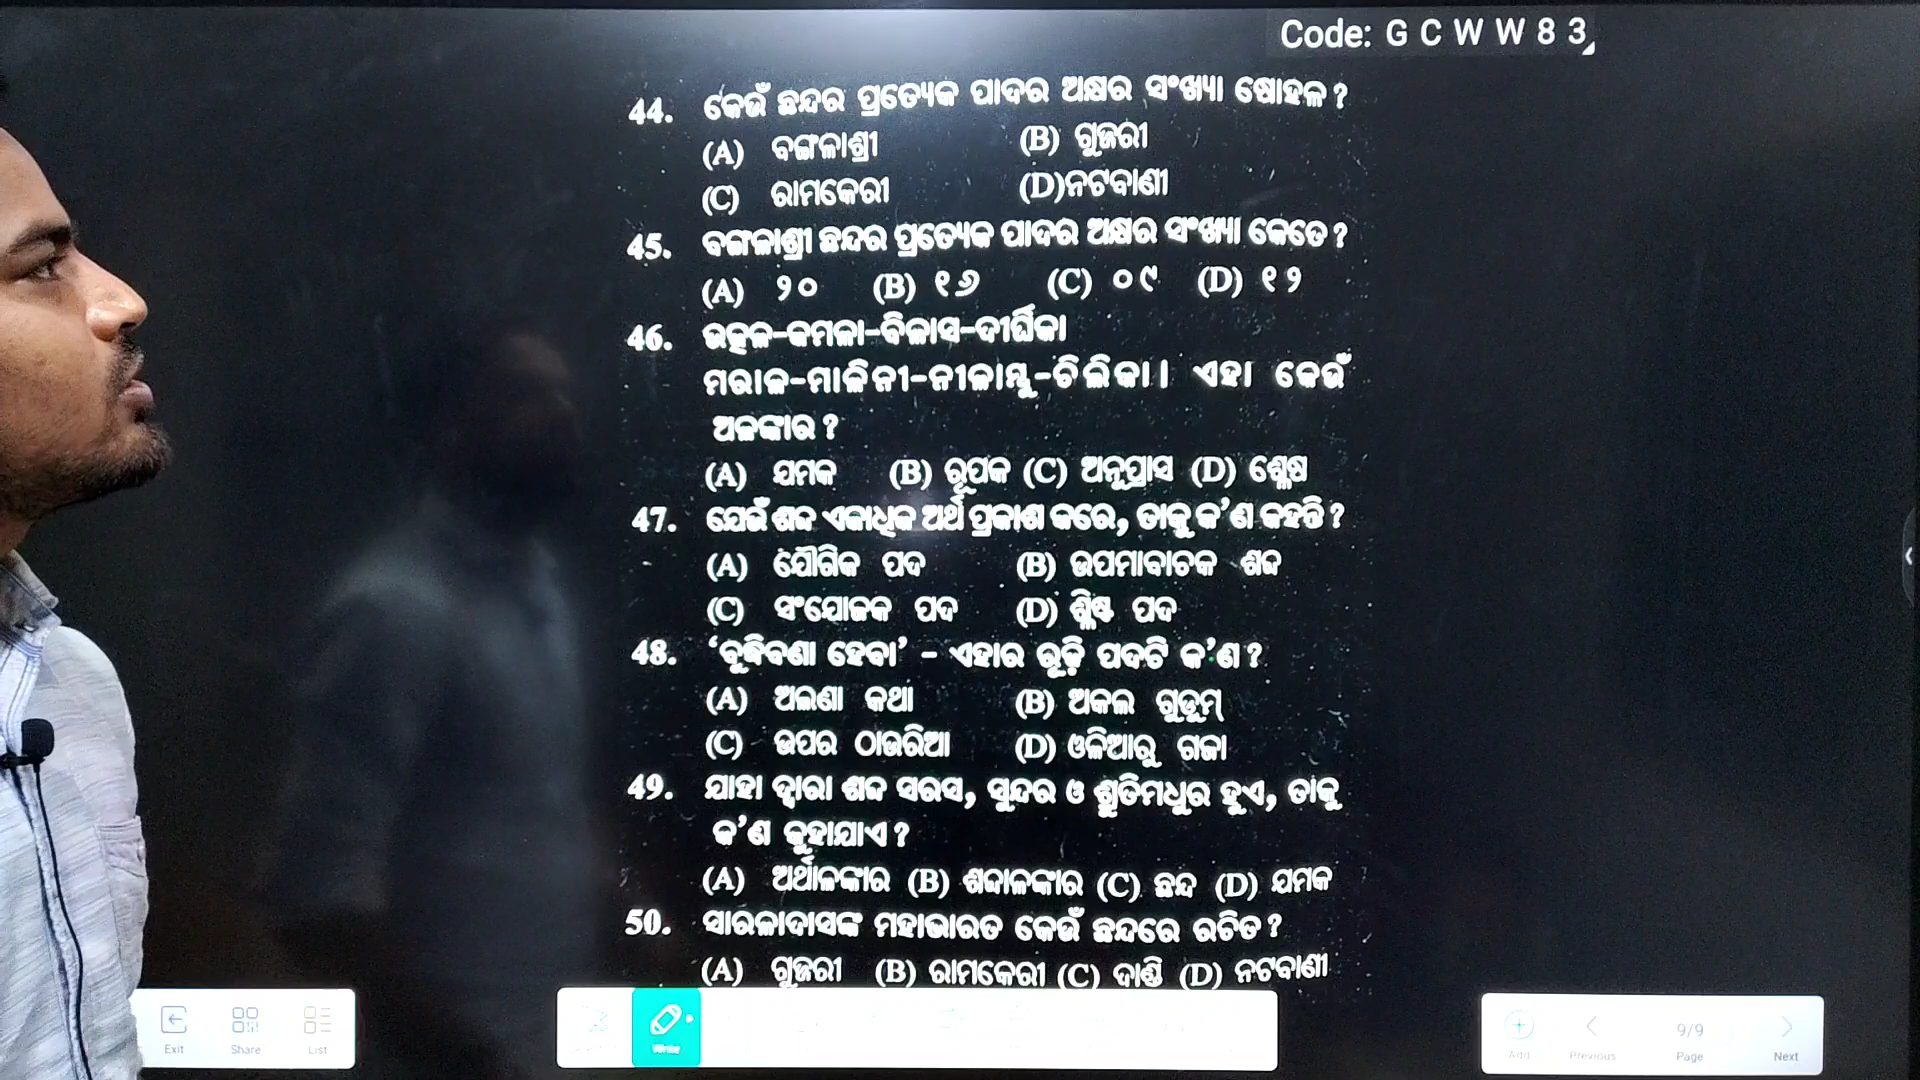 Code: G C W W 8 3
44. କେଉଁ ଛନ୍ଦର ପ୍ରତ୍ୟେକ ପାଦର ଅକ୍ଷର ସଂଖ୍ୟା ଷୋହଳ ?
(A) ବଙ୍ଗଳାଶ୍ରୀ (B) ଗୁଜରୀ
(C) ରାମକେରୀ (D)ନଟବାଣୀ
45. ବଙ୍ଗଳାଶ୍ରୀ ଛନ୍ଦର ପ୍ରତ୍ୟେକ ପାଦର ଅକ୍ଷର ସଂଖ୍ୟା କେତେ ?
(A) ୨୦ (B) ୧୬ (C) ୦୯ (D) ୧୨
46. ଉତ୍କଳ-କମଳା-ବିଳାସ-ଦୀର୍ଘିକା
ମରାଳ-ମାଳିନୀ-ନୀଳାମ୍ବୁ-ଚିଲିକା। ଏହା କେଉଁ
ଅଳଙ୍କାର ?
(A) ଯମକ (B) ରୂପକ (C) ଅନୁପ୍ରାସ (D) ଶ୍ଳେଷ
47. ଯେଉଁ ଶବ୍ଦ ଏକାଧିକ ଅର୍ଥ ପ୍ରକାଶ କରେ, ତାକୁ କ'ଣ କହନ୍ତି ?
(A) ଯୌଗିକ ପଦ (B) ଉପମାବାଚକ ଶବ୍ଦ
(C) ସଂଯୋଜକ ପଦ (D) ଶ୍ଳିଷ୍ଟ ପଦ
48. ‘ବୁଦ୍ଧିବଣା ହେବା’ – ଏହାର ରୂଢ଼ି ପଦଟି କ'ଣ ?
(A) ଅଲଣା କଥା (B) ଅକଲ ଗୁଡୁମ୍
(C) ଉପର ଠାଉରିଆ (D) ଓଳିଆରୁ ଗଜା
49. ଯାହା ଦ୍ୱାରା ଶବ୍ଦ ସରସ, ସୁନ୍ଦର ଓ ଶ୍ରୁତିମଧୁର ହୁଏ, ତାକୁ
କ'ଣ କୁହାଯାଏ ?
(A) ଅର୍ଥାଳଙ୍କାର (B) ଶବ୍ଦାଳଙ୍କାର (C) ଛନ୍ଦ (D) ଯମକ
50. ସାରଳାଦାସଙ୍କ ମହାଭାରତ କେଉଁ ଛନ୍ଦରେ ରଚିତ ?
(A) ଗୁଜରୀ (B) ରାମକେରୀ (C) ଦାଣ୍ଡି (D) ନଟବାଣୀ
Exit Share List Write Add Previous 9/9 Page Next